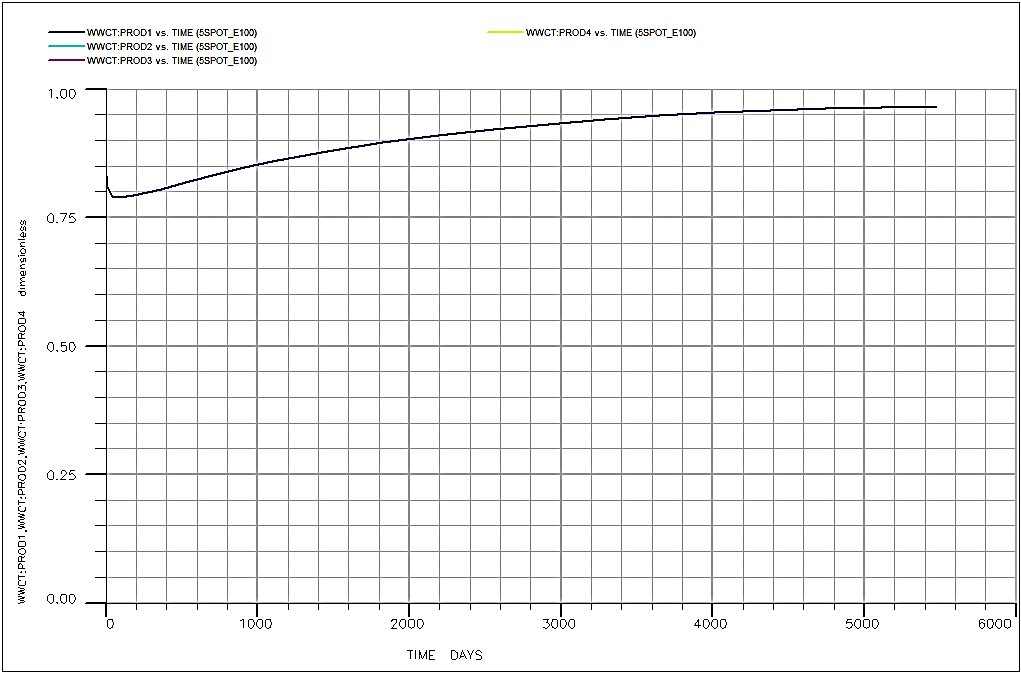 WWCT:PROD1 vs. TIME (5SPOT_E100)
WWCT:PROD4 vs. TIME (5SPOT_E100)
WWCT:PROD2 vs. TIME (5SPOT_E100)
WWCT:PROD3 vs. TIME (5SPOT_E100)
1.00
0.75
0.50
0.25
0.00
WWCT:PROD1,WWCT:PROD2,WWCT:PROD3,WWCT:PROD4 dimensionless
0 1000 2000 3000 4000 5000 6000
TIME DAYS